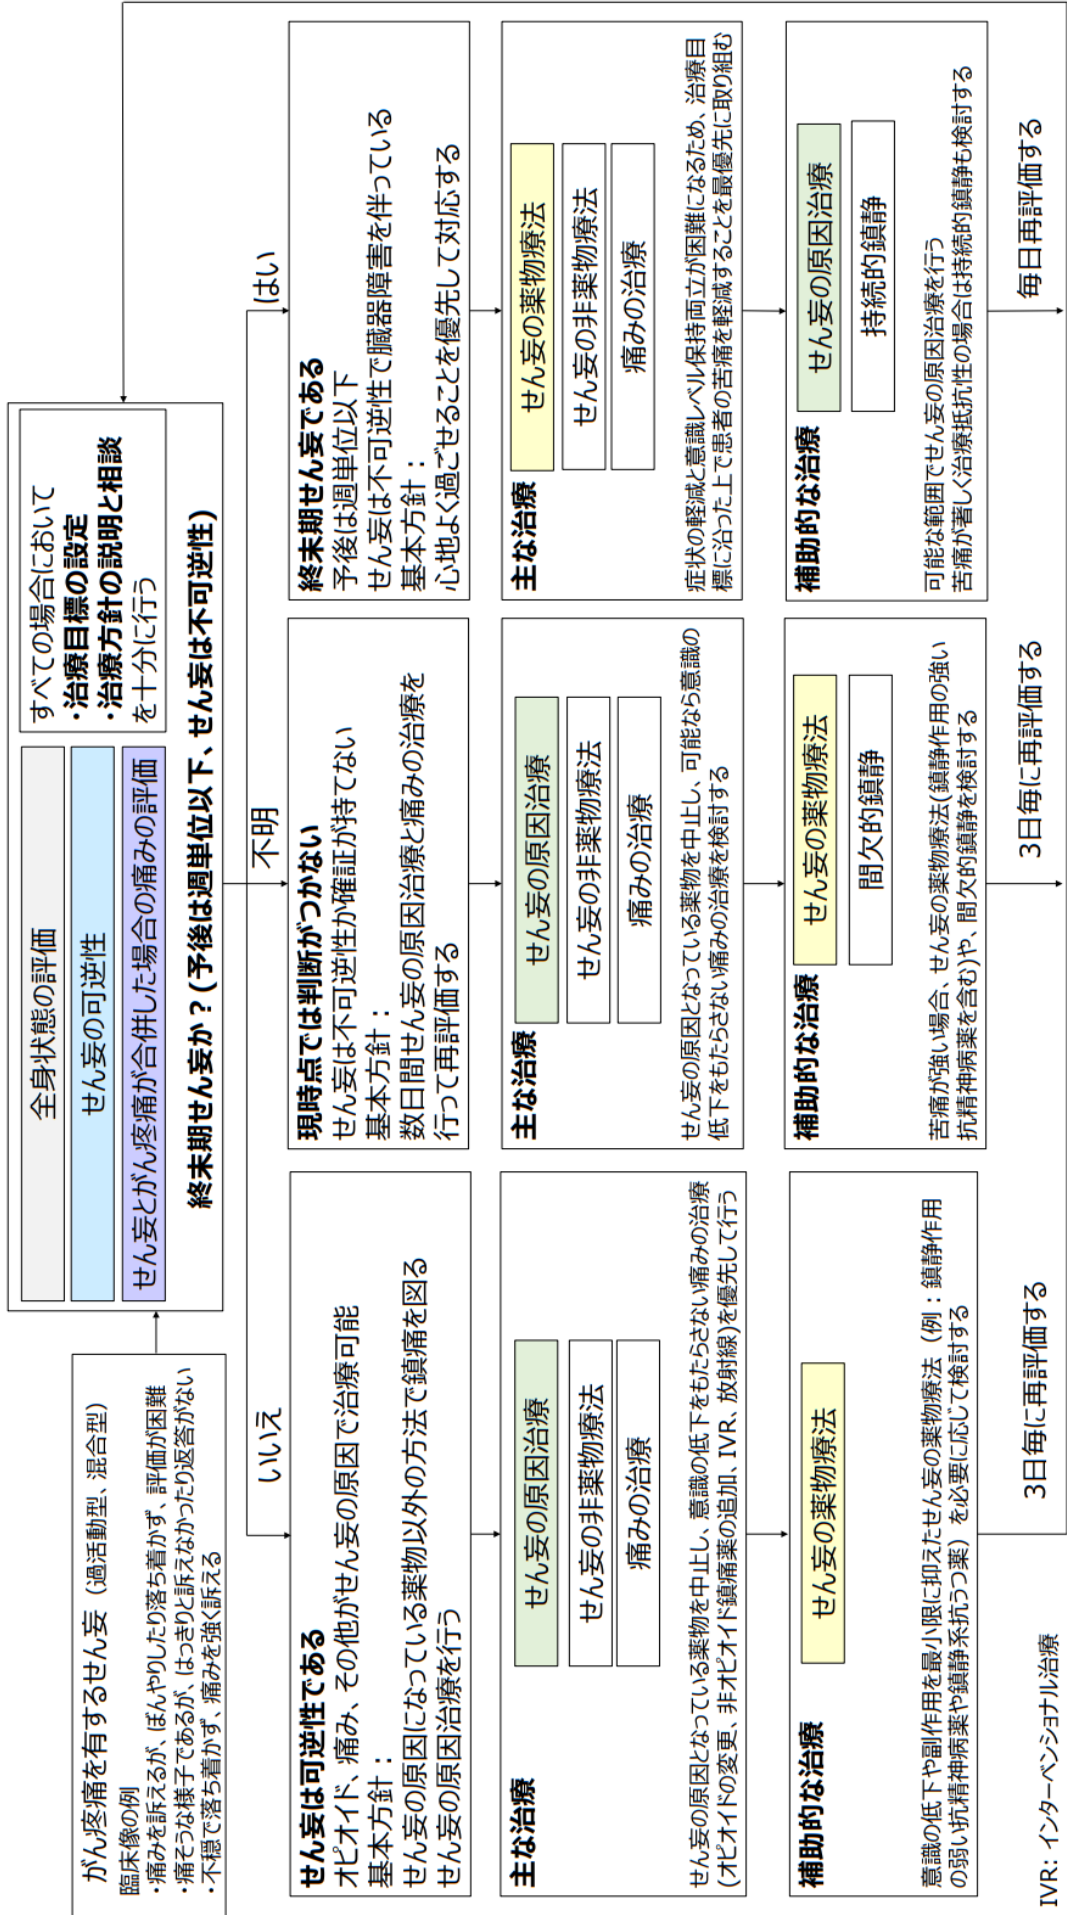 がん疼痛を有するせん妄（過活動型、混合型）
臨床像の例
・痛みを訴えるが、ぼんやりしたり落ち着かず、評価が困難
・痛そうな様子であるが、はっきりと訴えなかったり返答がない
・不穏で落ち着かず、痛みを強く訴える
全身状態の評価
せん妄の可逆性
せん妄とがん疼痛が合併した場合の痛みの評価
すべての場合において
・治療目標の設定
・治療方針の説明と相談
を十分に行う
終末期せん妄か？(予後は週単位以下、せん妄は不可逆性)
いいえ
不明
はい
せん妄は可逆性である
オピオイド、痛み、その他がせん妄の原因で治療可能
基本方針：
せん妄の原因になっている薬物以外の方法で鎮痛を図る
せん妄の原因治療を行う
主な治療
せん妄の原因治療
せん妄の非薬物療法
痛みの治療
せん妄の原因となっている薬物を中止し、意識の低下をもたらさない痛みの治療
(オピオイドの変更、非オピオイド鎮痛薬の追加、IVR、放射線)を優先して行う
補助的な治療
せん妄の薬物療法
意識の低下や副作用を最小限に抑えたせん妄の薬物療法（例：鎮静作用
の弱い抗精神病薬や鎮静系抗うつ薬）を必要に応じて検討する
3日毎に再評価する
現時点では判断がつかない
せん妄は不可逆性か確証が持てない
基本方針：
数日間せん妄の原因治療と痛みの治療を
行って再評価する
主な治療
せん妄の原因治療
せん妄の非薬物療法
痛みの治療
せん妄の原因となっている薬物を中止し、可能なら意識の
低下をもたらさない痛みの治療を検討する
補助的な治療
せん妄の薬物療法
間欠的鎮静
苦痛が強い場合、せん妄の薬物療法(鎮静作用の強い
抗精神病薬を含む)や、間欠的鎮静を検討する
3日毎に再評価する
終末期せん妄である
予後は週単位以下
せん妄は不可逆性で臓器障害を伴っている
基本方針：
心地よく過ごせることを優先して対応する
主な治療
せん妄の薬物療法
せん妄の非薬物療法
痛みの治療
症状の軽減と意識レベル保持両立が困難になるため、治療目
標に沿った上で患者の苦痛を軽減することを最優先に取り組む
補助的な治療
せん妄の原因治療
持続的鎮静
可能な範囲でせん妄の原因治療を行う
苦痛が著しく治療抵抗性の場合は持続的鎮静も検討する
毎日再評価する
IVR: インターベンショナル治療